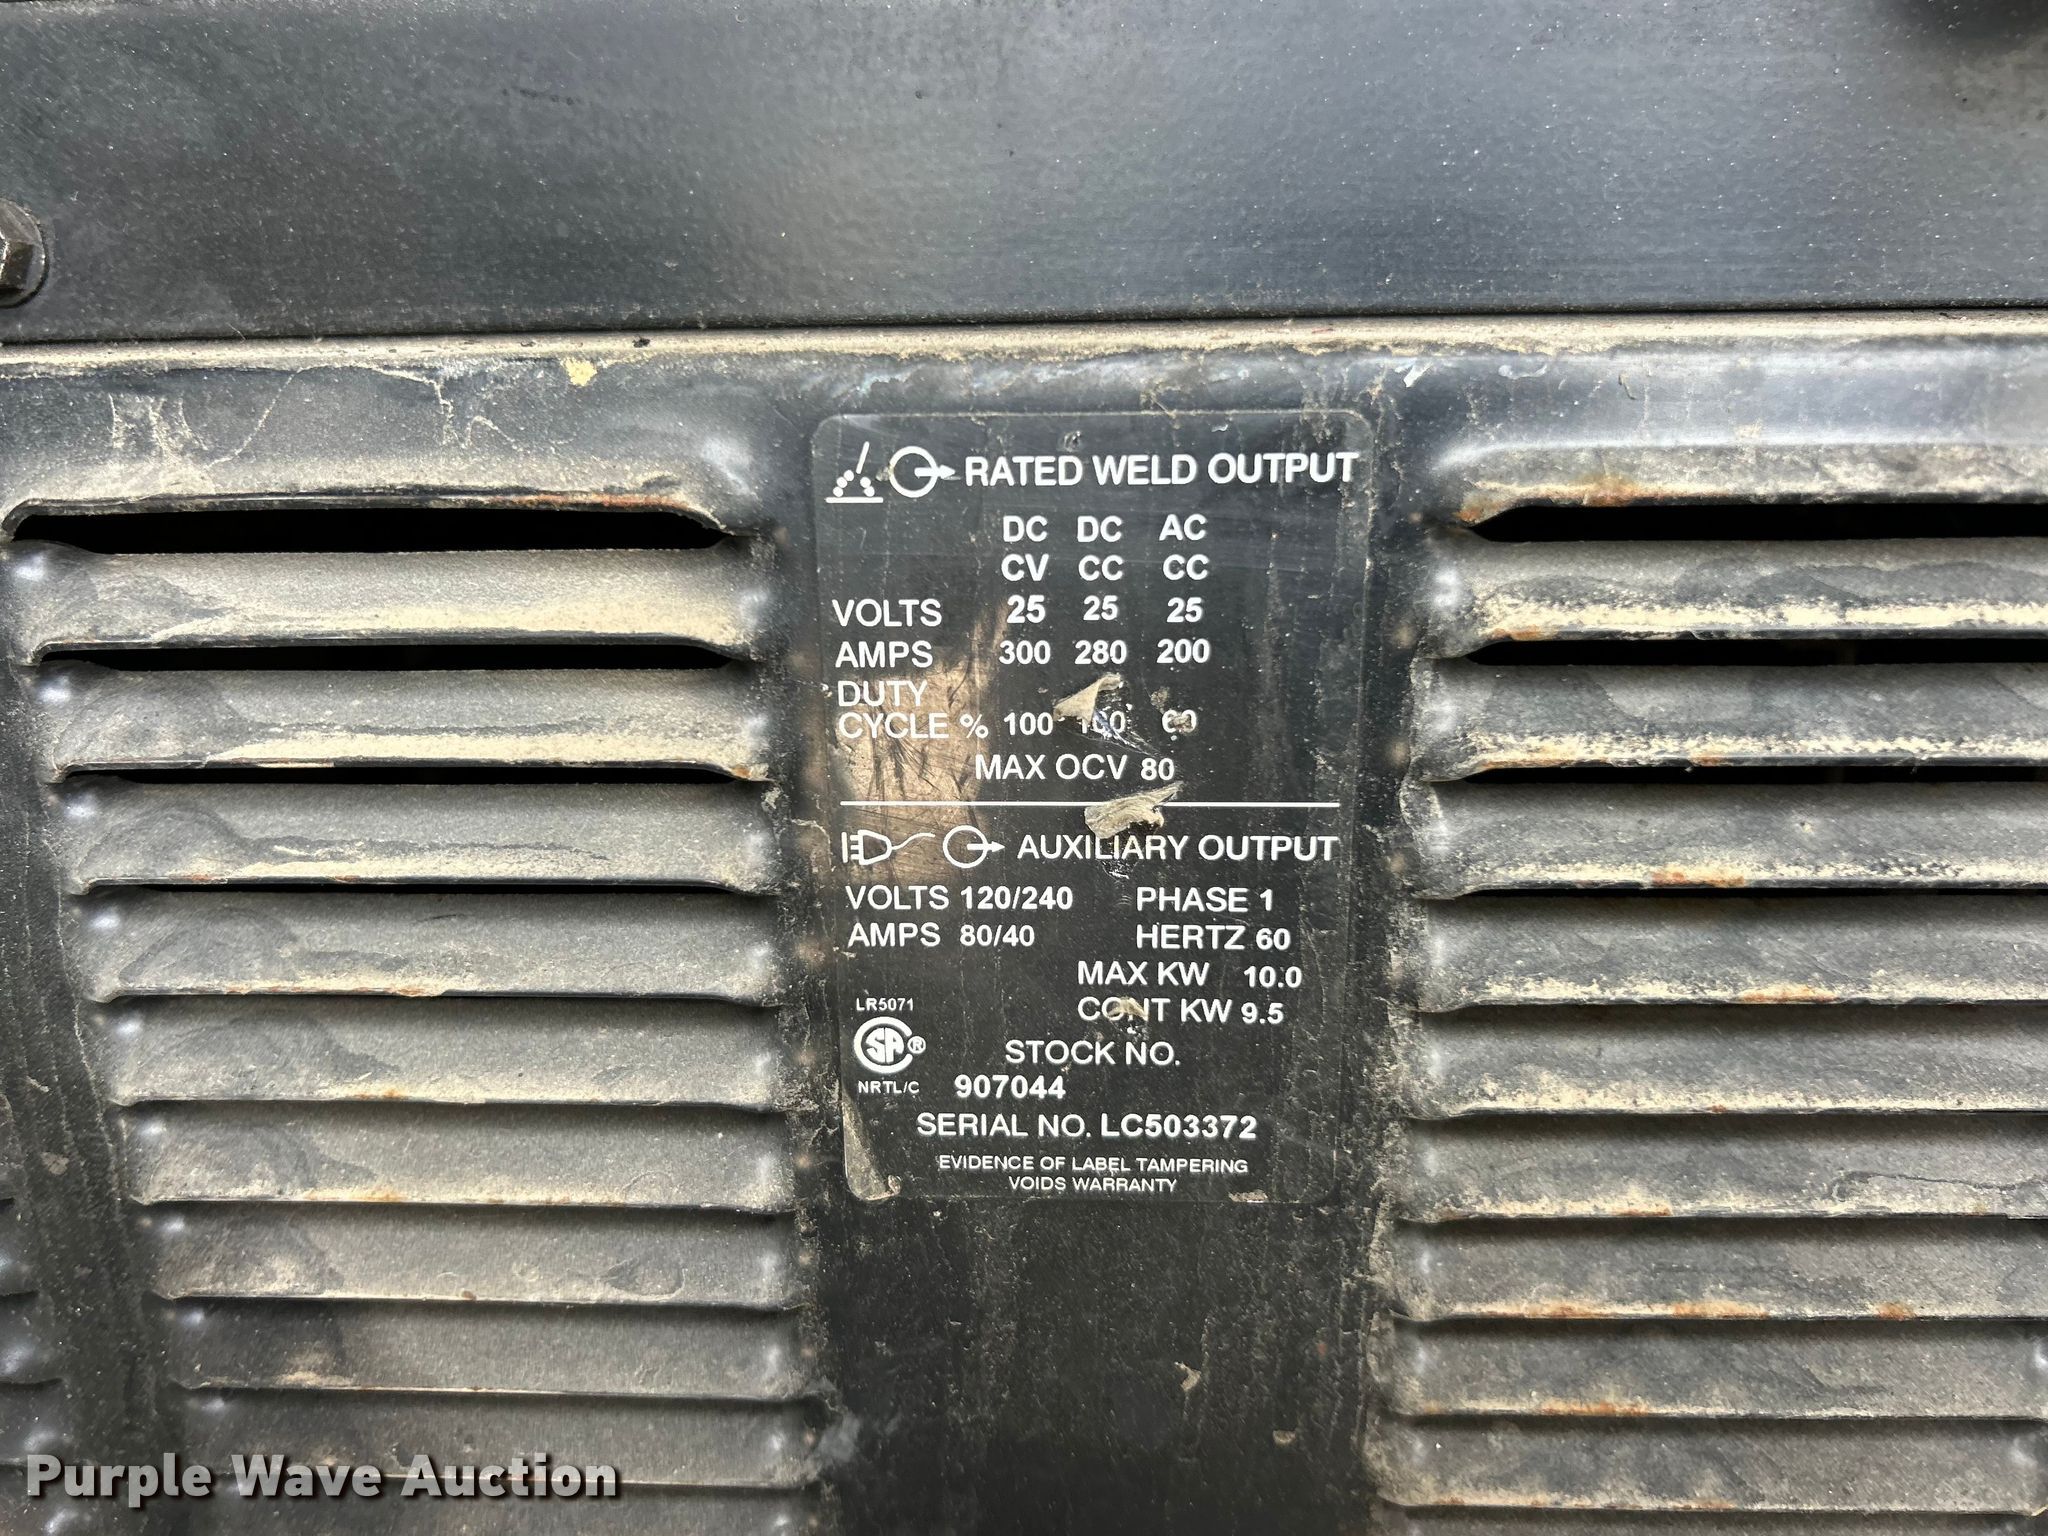 RATED WELD OUTPUT
DC DC AC
CV CC CC
VOLTS 25 25 25
AMPS 300 280 200
DUTY
CYCLE % 100 100 60
MAX OCV 80
AUXILIARY OUTPUT
VOLTS 120/240 PHASE 1
AMPS 80/40 HERTZ 60
MAX KW 10.0
CONT KW 9.5
LR5071
CSA®
NRTL/C
STOCK NO.
907044
SERIAL NO. LC503372
EVIDENCE OF LABEL TAMPERING
VOIDS WARRANTY
Purple Wave Auction